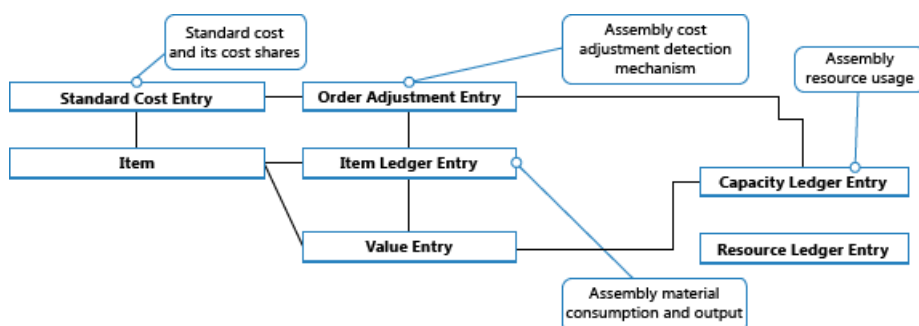 Standard cost
and its cost shares
Assembly cost
adjustment detection
mechanism
Assembly
resource usage
Standard Cost Entry
Order Adjustment Entry
Item
Item Ledger Entry
Capacity Ledger Entry
Value Entry
Resource Ledger Entry
Assembly material
consumption and output